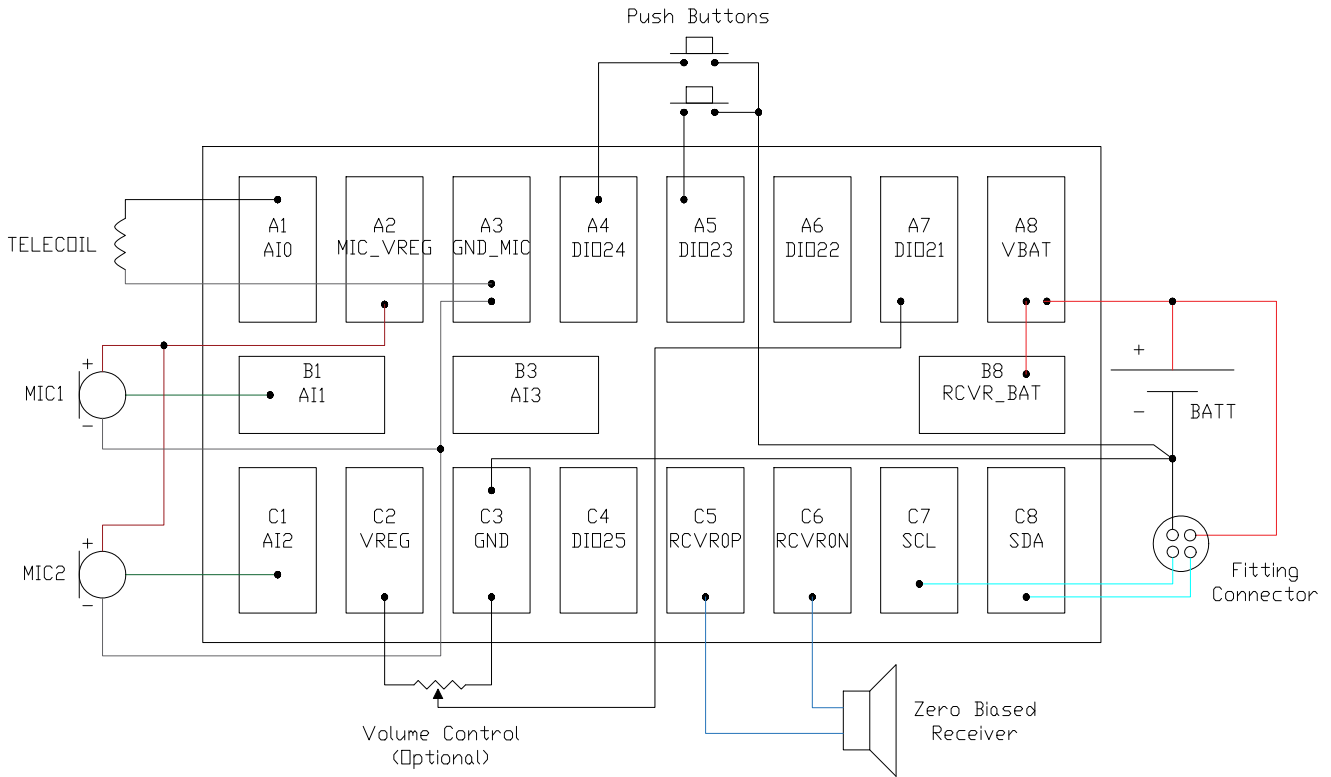 Push Buttons
A1
AI0
A2
MIC_VREG
A3
GND_MIC
A4
DIO24
A5
DIO23
A6
DIO22
A7
DIO21
A8
VBAT
TELECOIL
+
MIC1
-
B1
AI1
B3
AI3
B8
RCVR_BAT
+
-
BATT
+
MIC2
-
C1
AI2
C2
VREG
C3
GND
C4
DIO25
C5
RCVR0P
C6
RCVR0N
C7
SCL
C8
SDA
Fitting
Connector
Volume Control
(Optional)
Zero Biased
Receiver